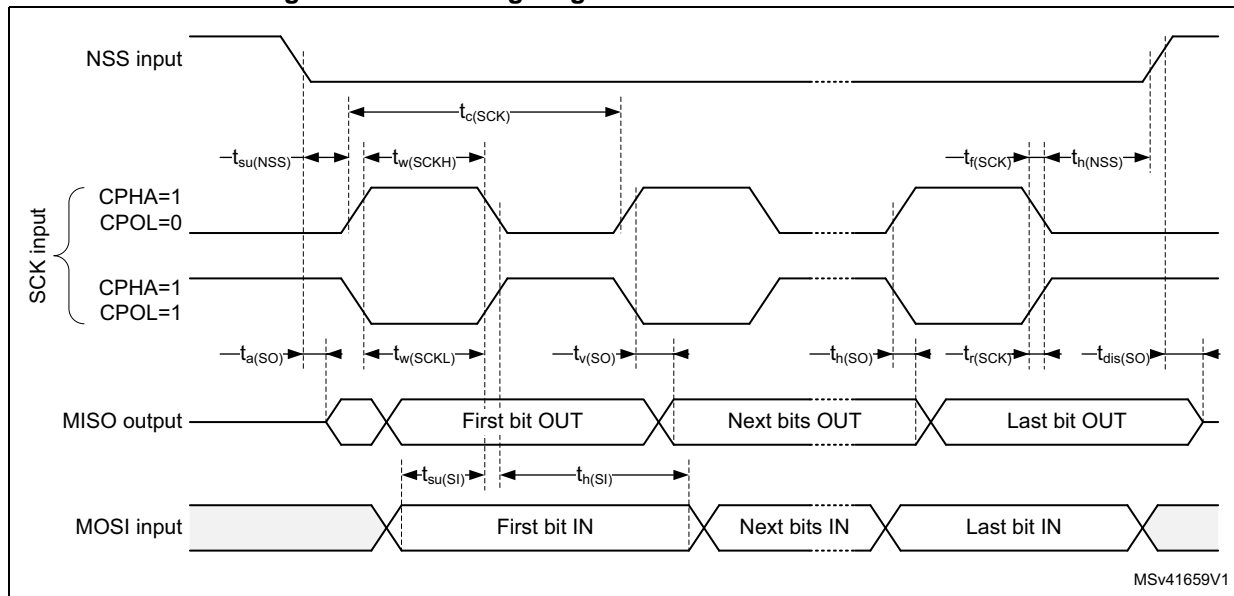 NSS input
tc(SCK)
tsu(NSS) tw(SCKH) tf(SCK) th(NSS)
SCK input
CPHA=1
CPOL=0
CPHA=1
CPOL=1
ta(SO) tw(SCKL) tv(SO) th(SO) tr(SCK) tdis(SO)
MISO output First bit OUT Next bits OUT Last bit OUT
tsu(SI) th(SI)
MOSI input First bit IN Next bits IN Last bit IN
MSv41659V1